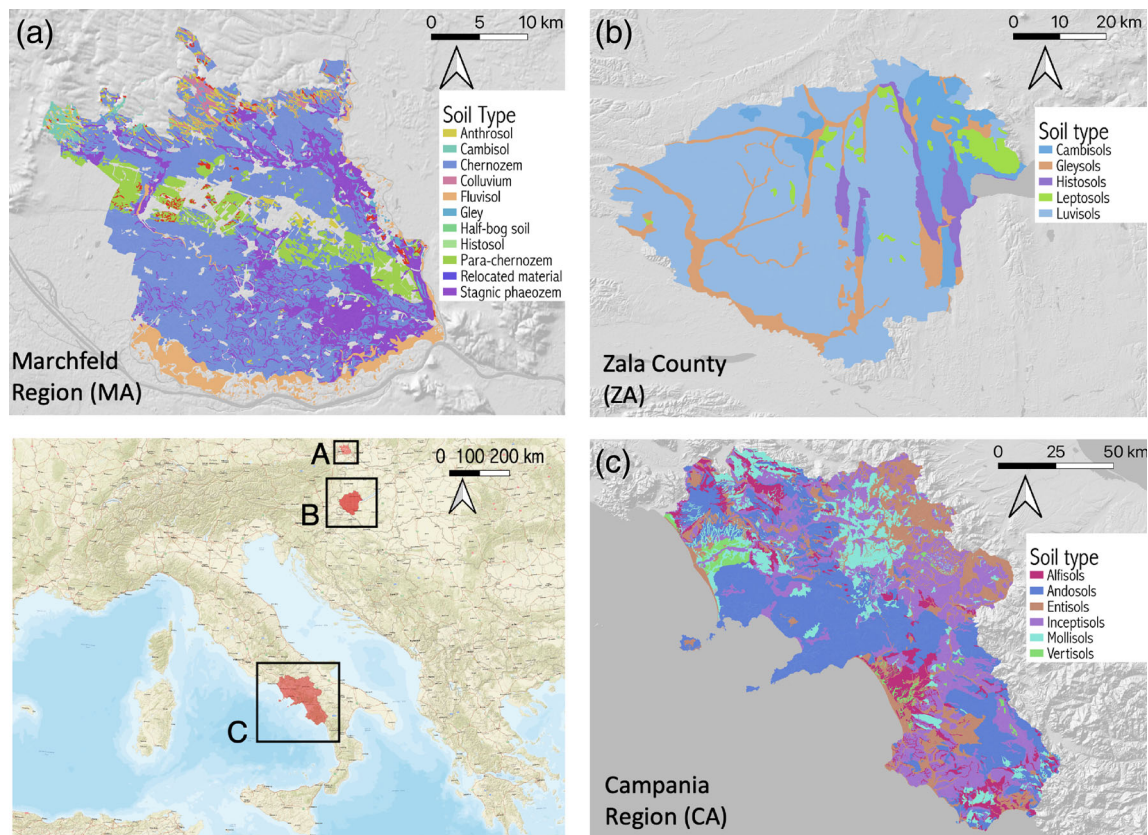 (a)
0 5 10 km
Soil Type
Anthrosol
Cambisol
Chernozem
Colluvium
Fluvisol
Gley
Half-bog soil
Histosol
Para-chernozem
Relocated material
Stagnic phaeozem
Marchfeld
Region (MA)
(b)
0 10 20 km
Soil type
Cambisols
Gleysols
Histosols
Leptosols
Luvisols
Zala County
(ZA)
A
0 100 200 km
B
C
(c)
0 25 50 km
Soil type
Alfisols
Andosols
Entisols
Inceptisols
Mollisols
Vertisols
Campania
Region (CA)